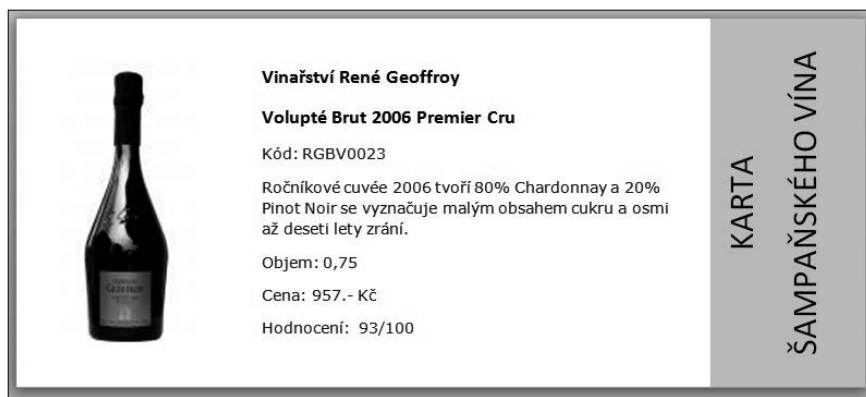 Vinařství René Geoffroy
Volupté Brut 2006 Premier Cru
Kód: RGBV0023
Ročníkové cuvée 2006 tvoří 80% Chardonnay a 20%
Pinot Noir se vyznačuje malým obsahem cukru a osmi
až deseti lety zrání.
Objem: 0,75
Cena: 957.- Kč
Hodnocení: 93/100
KARTA
ŠAMPAŇSKÉHO VÍNA